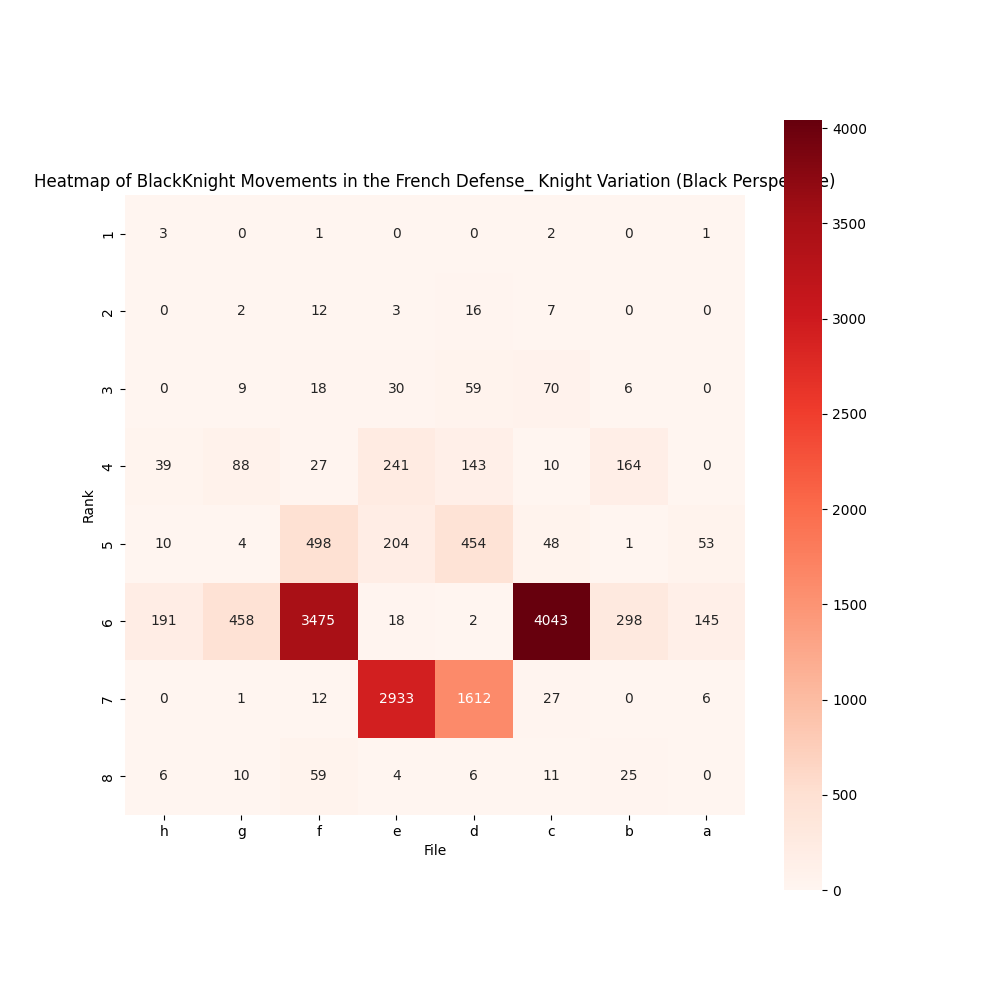 Heatmap of BlackKnight Movements in the French Defense_ Knight Variation (Black Perspe e)
4000
3500
3000
2500
2000
1500
1000
500
0
Rank
1 3 0 1 0 0 2 0 1
2 0 2 12 3 16 7 0 0
3 0 9 18 30 59 70 6 0
4 39 88 27 241 143 10 164 0
5 10 4 498 204 454 48 1 53
6 191 458 3475 18 2 4043 298 145
7 0 1 12 2933 1612 27 0 6
8 6 10 59 4 6 11 25 0
h g f e d c b a
File